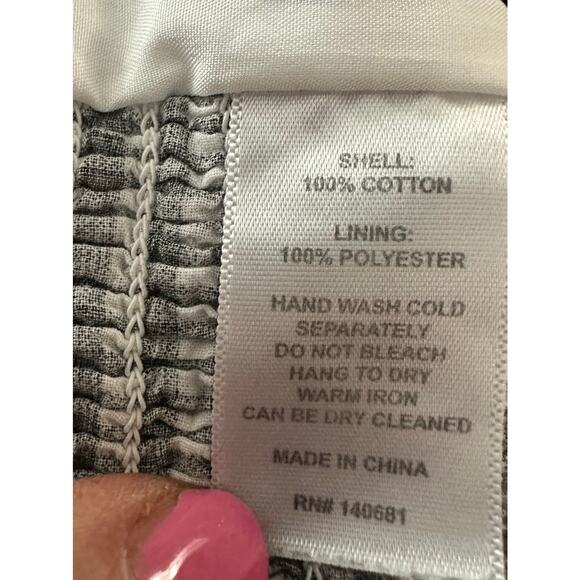 SHELL:
100% COTTON
LINING:
100% POLYESTER
HAND WASH COLD
SEPARATELY
DO NOT BLEACH
HANG TO DRY
WARM IRON
CAN BE DRY CLEANED
MADE IN CHINA
RN# 140681